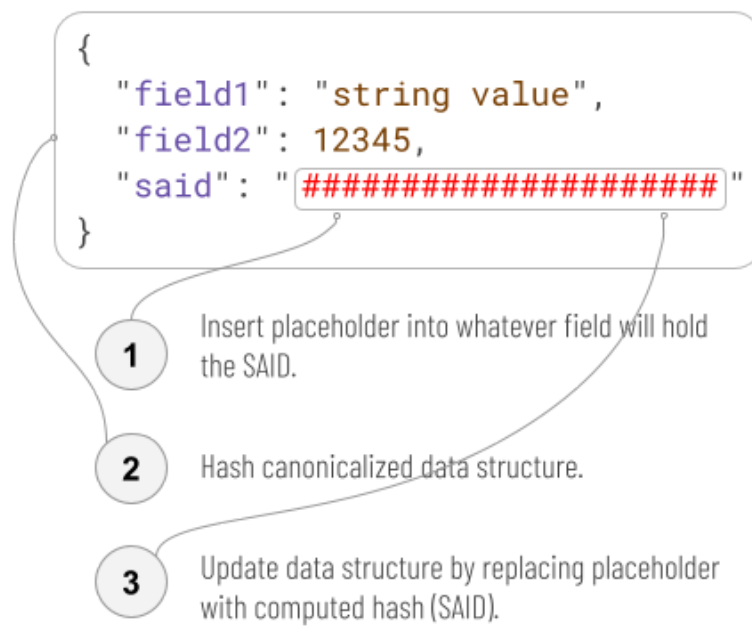 {
"field1": "string value",
"field2": 12345,
"said": "#####################"
}
1
Insert placeholder into whatever field will hold
the SAID.
2
Hash canonicalized data structure.
3
Update data structure by replacing placeholder
with computed hash (SAID).